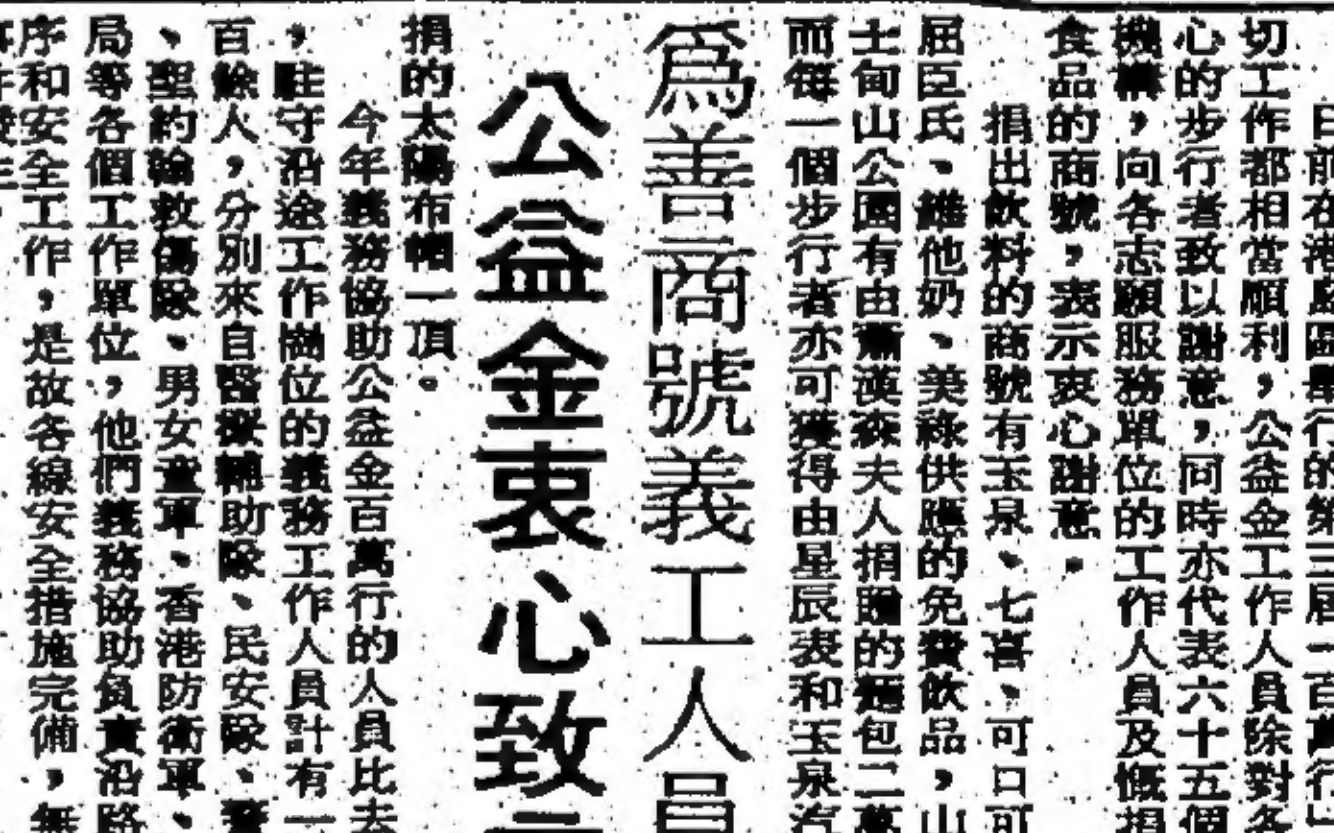 日前在港島區舉行的第三屆「百萬行」
切工作都相當順利，公益金工作人員除對各
心的步行者致以謝意，同時亦代表六十五個
機構，向各志願服務單位的工作人員及慨捐
食品的商號，表示衷心謝意。
捐出飲料的商號有玉泉、七喜、可口可
屈臣氏、維他奶、美祿供應的免費飲品，山
士甸山公園有由蕭漢森夫人捐贈的麵包二萬
而每一個步行者亦可獲得由星辰表和玉泉汽
為善商號義工人員
公益金衷心致
捐的太陽布帽一頂。
今年義務協助公益金百萬行的人員比去
，駐守沿途工作崗位的義務工作人員計有一
百餘人，分別來自醫療輔助隊、民安隊、警
、聖約翰救傷隊、男女童軍、香港防衛軍、
局等各個工作單位，他們義務協助負責沿路
序和安全工作，是故各線安全措施完備，無